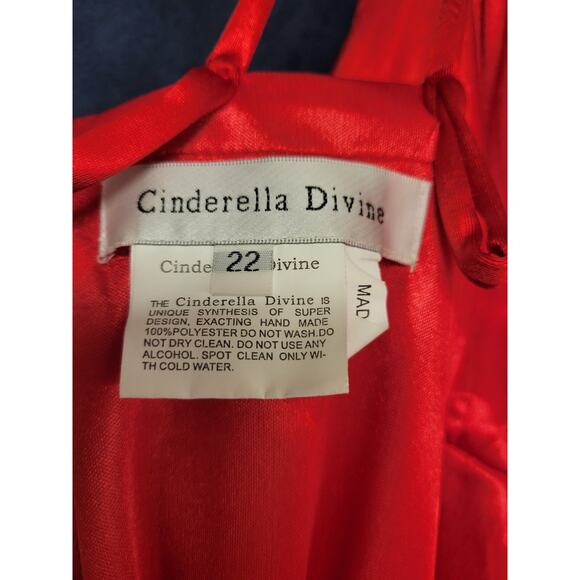 Cinderella Divine
Cinde 22 ivine
MAD
THE Cinderella Divine IS
UNIQUE SYNTHESIS OF SUPER
DESIGN, EXACTING HAND MADE
100%POLYESTER DO NOT WASH.DO
NOT DRY CLEAN. DO NOT USE ANY
ALCOHOL. SPOT CLEAN ONLY WI-
TH COLD WATER.